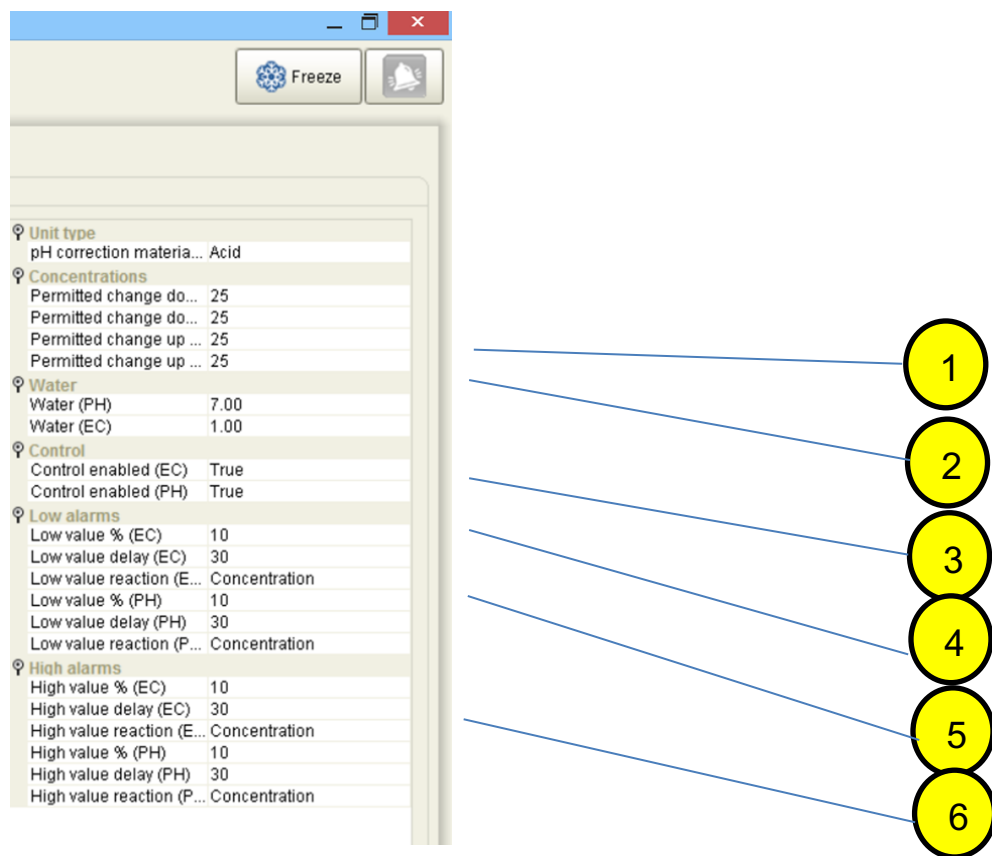 Freeze
Unit type
pH correction materia... Acid
Concentrations
Permitted change do... 25
Permitted change do... 25
Permitted change up ... 25
Permitted change up ... 25
Water
Water (PH) 7.00
Water (EC) 1.00
Control
Control enabled (EC) True
Control enabled (PH) True
Low alarms
Low value % (EC) 10
Low value delay (EC) 30
Low value reaction (E... Concentration
Low value % (PH) 10
Low value delay (PH) 30
Low value reaction (P... Concentration
High alarms
High value % (EC) 10
High value delay (EC) 30
High value reaction (E... Concentration
High value % (PH) 10
High value delay (PH) 30
High value reaction (P... Concentration
1
2
3
4
5
6